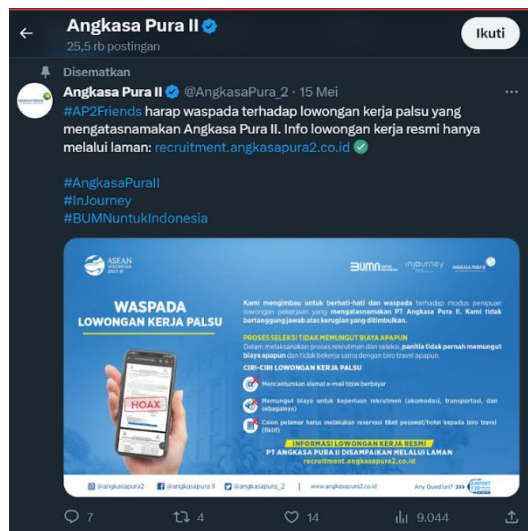 Angkasa Pura II
25,5 rb postingan
Ikuti
Disematkan
Angkasa Pura II @AngkasaPura_2 · 15 Mei
#AP2Friends harap waspada terhadap lowongan kerja palsu yang
mengatasnamakan Angkasa Pura II. Info lowongan kerja resmi hanya
melalui laman: recruitment.angkasapura2.co.id
#AngkasaPuraII
#InJourney
#BUMNuntukIndonesia
ASEAN
BUMN
injourney
ANGKASA PURA
WASPADA
LOWONGAN KERJA PALSU
HOAX
Kami mengimbau untuk berhati-hati dan waspada terhadap modus penipuan
lowongan pekerjaan yang mengatasnamakan PT Angkasa Pura II. Kami tidak
bertanggung jawab atas kerugian yang ditimbulkan.
PROSES SELEKSI TIDAK MEMUNGUT BIAYA APAPUN
Dalam melaksanakan proses rekrutmen dan seleksi, panitia tidak pernah memungut
biaya apapun dan tidak bekerja sama dengan biro travel apapun.
CIRI-CIRI LOWONGAN KERJA PALSU
Mencantumkan alamat e-mail tidak berbayar
Memungut biaya untuk keperluan rekrutmen (akomodasi, transportasi, dan
sebagainya)
Calon pelamar harus melakukan reservasi tiket pesawat/hotel kepada biro travel
(fiktif)
INFORMASI LOWONGAN KERJA RESMI
PT ANGKASA PURA II DISAMPAIKAN MELALUI LAMAN
recruitment.angkasapura2.co.id
@angkasapura2 @angkasapura II @angkasapura_2 | www.angkasapura2.co.id Any Question? >>>
7 4 14 9.044